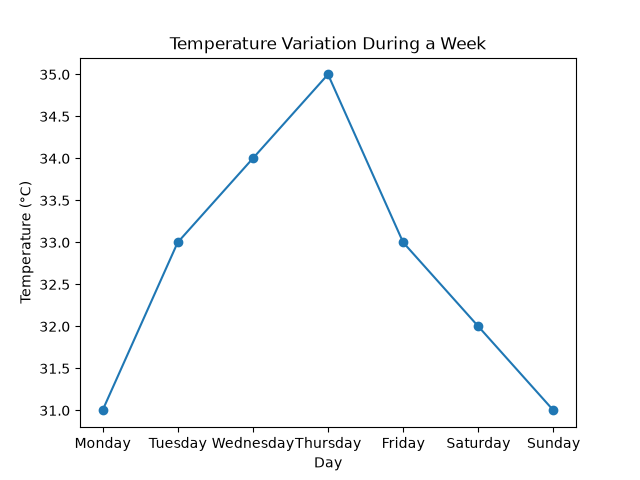 Temperature Variation During a Week
Temperature (°C)
35.0
34.5
34.0
33.5
33.0
32.5
32.0
31.5
31.0
Monday Tuesday Wednesday Thursday Friday Saturday Sunday
Day